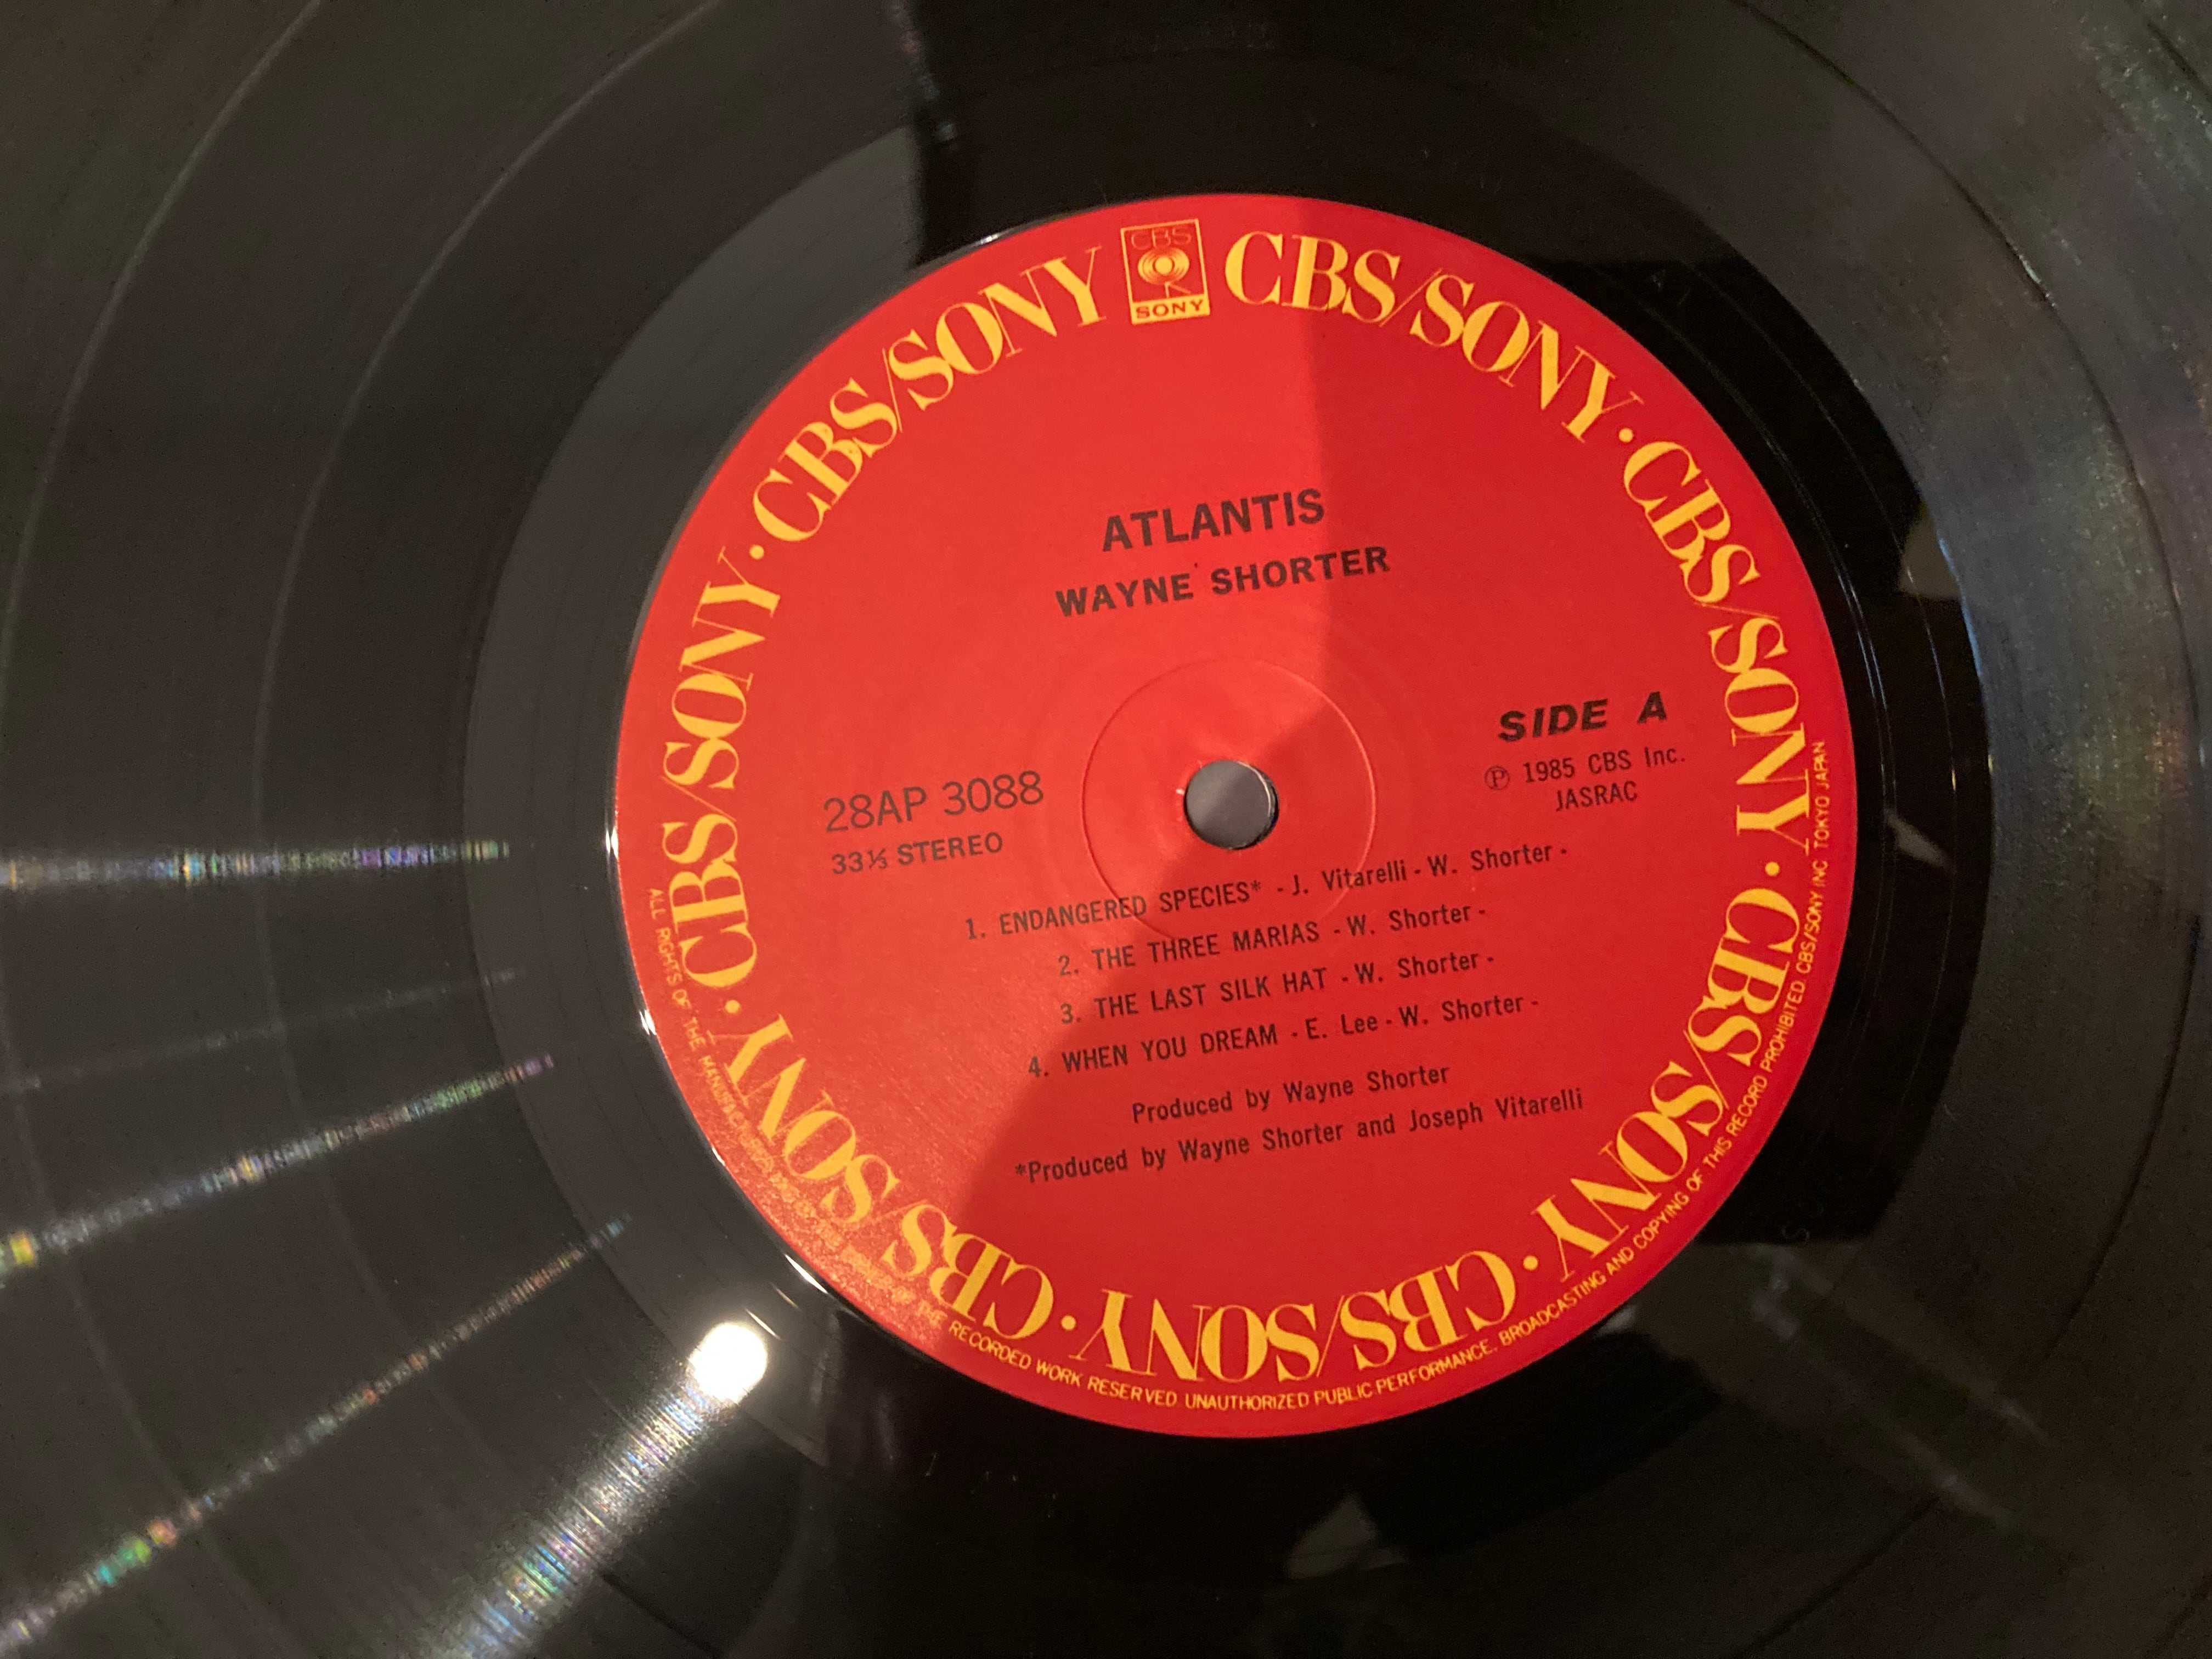 CBS
SONY
CBS/SONY · CBS/SONY · CBS/SONY · CBS/SONY · CBS/SONY · CBS/SONY · CBS/SONY
ATLANTIS
WAYNE SHORTER
SIDE A
Ⓟ 1985 CBS Inc.
JASRAC
28AP 3088
33⅓ STEREO
1. ENDANGERED SPECIES* - J. Vitarelli - W. Shorter -
2. THE THREE MARIAS - W. Shorter -
3. THE LAST SILK HAT - W. Shorter -
4. WHEN YOU DREAM - E. Lee - W. Shorter -
Produced by Wayne Shorter
*Produced by Wayne Shorter and Joseph Vitarelli
ALL RIGHTS OF THE OF THE RECORDED WORK RESERVED UNAUTHORIZED PUBLIC PERFORMANCE, BROADCASTING AND COPYING OF THIS RECORD PROHIBITED. CBS/SONY INC. TOKYO JAPAN